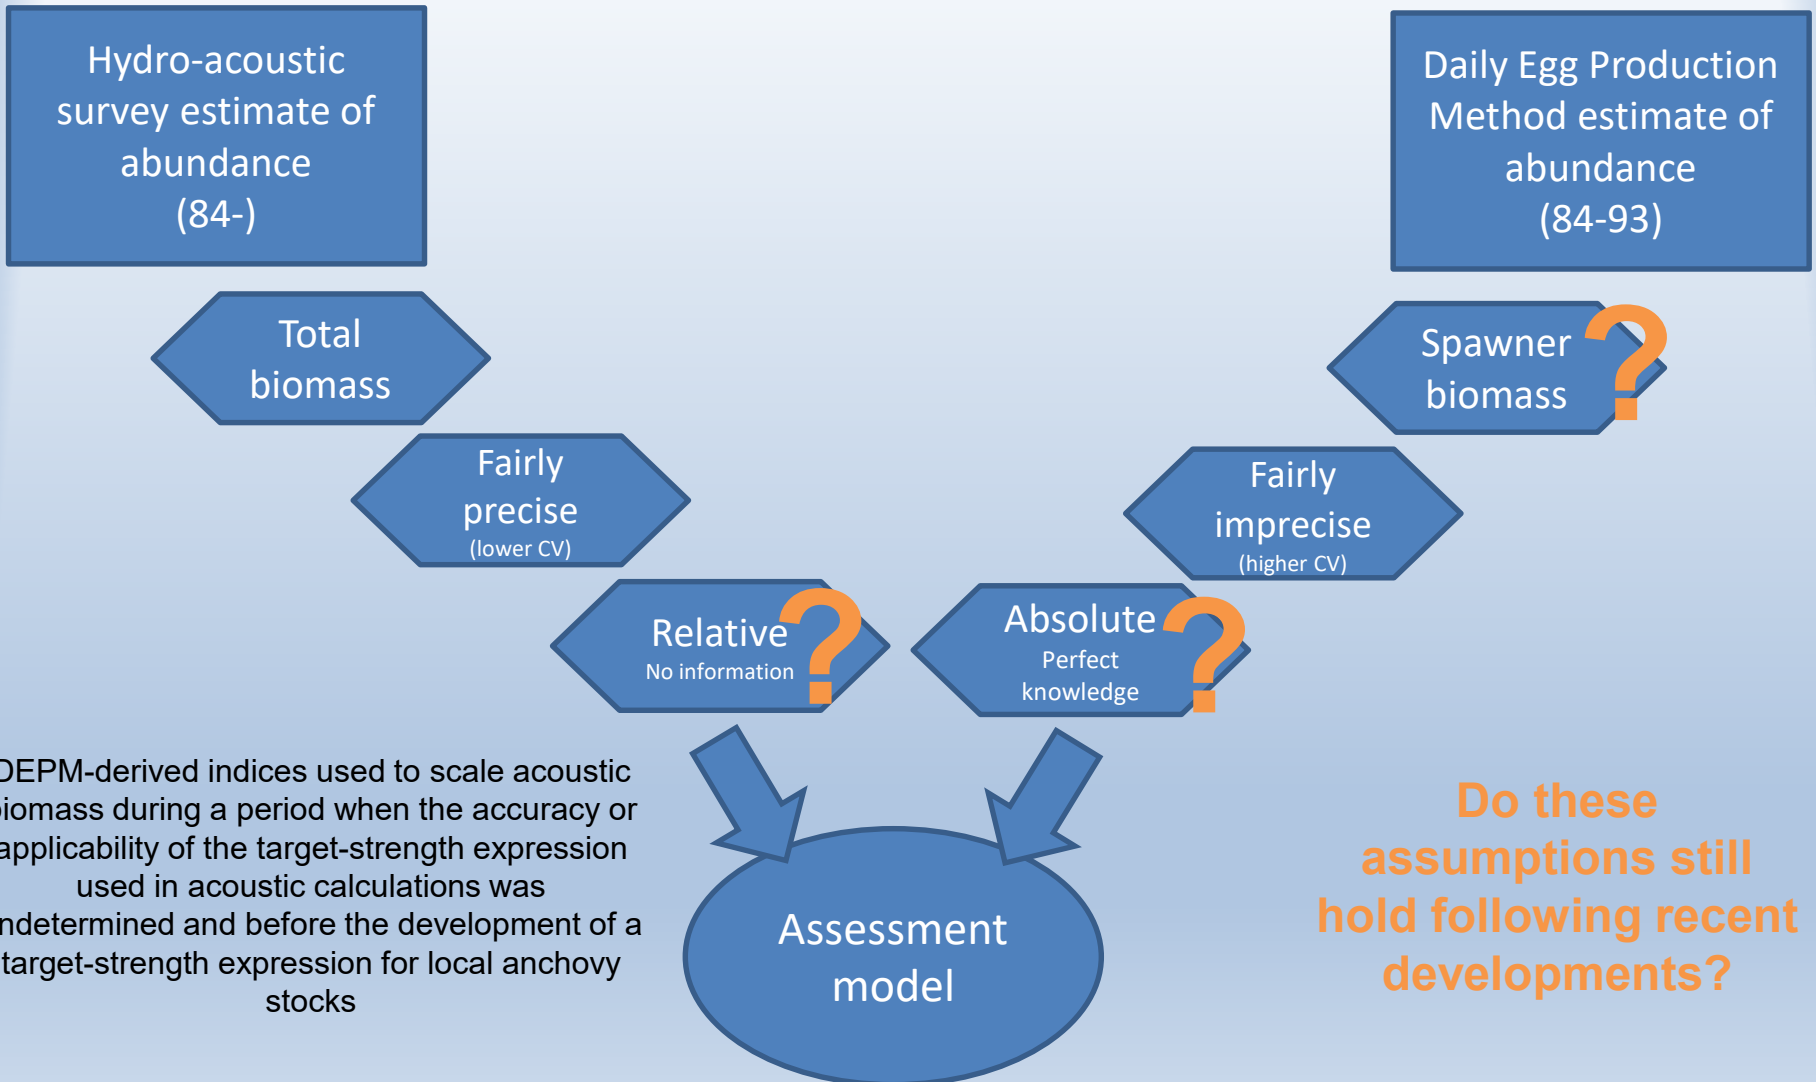 Hydro-acoustic
survey estimate of
abundance
(84-)
Daily Egg Production
Method estimate of
abundance
(84-93)
Total
biomass
Spawner
biomass
?
Fairly
precise
(lower CV)
Fairly
imprecise
(higher CV)
Relative
No information
?
Absolute
Perfect
knowledge
?
DEPM-derived indices used to scale acoustic
biomass during a period when the accuracy or
applicability of the target-strength expression
used in acoustic calculations was
undetermined and before the development of a
target-strength expression for local anchovy
stocks
Assessment
model
Do these
assumptions still
hold following recent
developments?